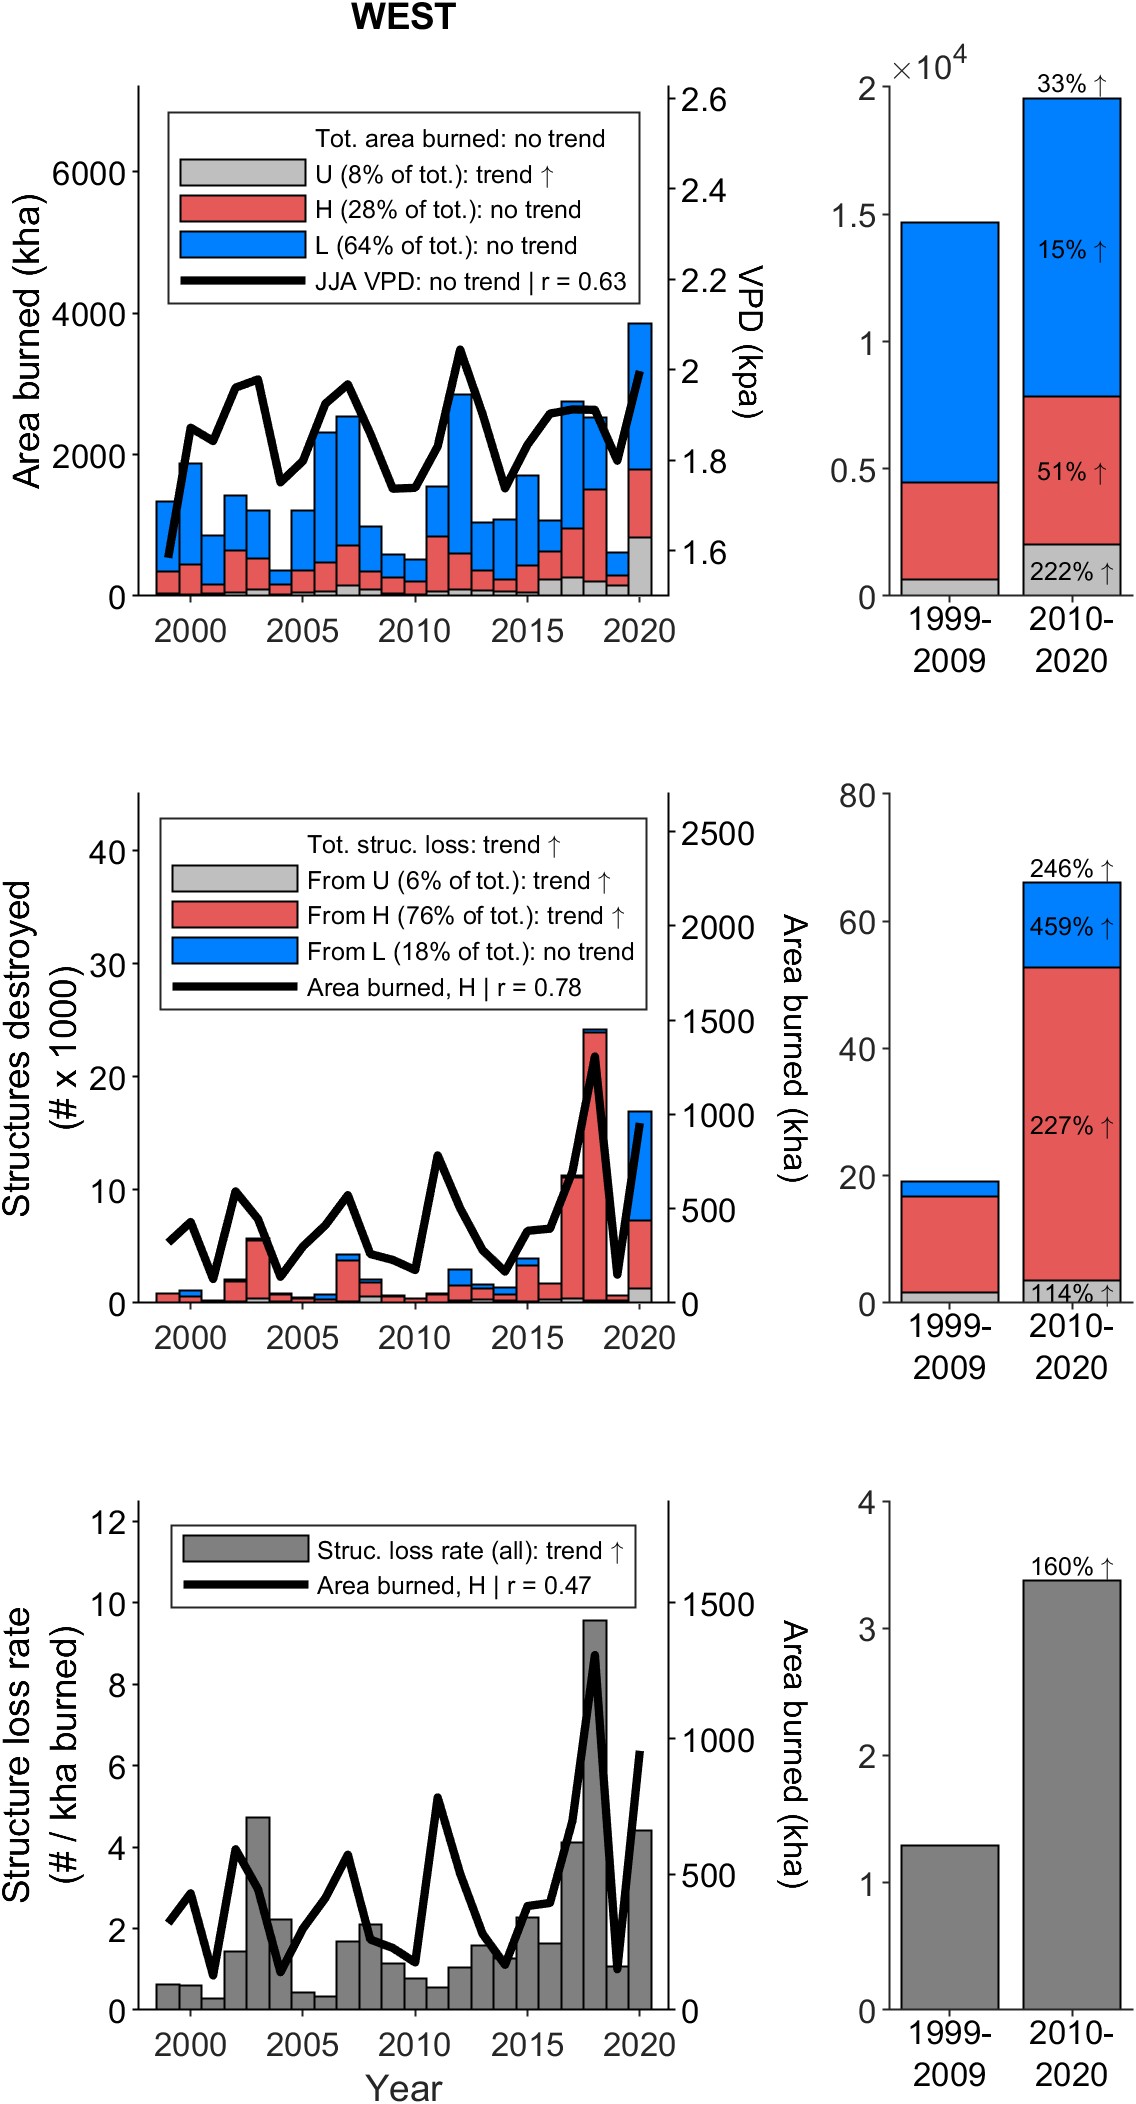 WEST
Area burned (kha)
6000
4000
2000
0
Tot. area burned: no trend
U (8% of tot.): trend ↑
H (28% of tot.): no trend
L (64% of tot.): no trend
JJA VPD: no trend | r = 0.63
2.6
2.4
2.2
2
1.8
1.6
VPD (kpa)
2000 2005 2010 2015 2020
×10⁴
2
1.5
1
0.5
0
33% ↑
15% ↑
51% ↑
222% ↑
1999-
2009
2010-
2020
Structures destroyed
(# x 1000)
40
30
20
10
0
Tot. struc. loss: trend ↑
From U (6% of tot.): trend ↑
From H (76% of tot.): trend ↑
From L (18% of tot.): no trend
Area burned, H | r = 0.78
2500
2000
1500
1000
500
0
Area burned (kha)
2000 2005 2010 2015 2020
80
60
40
20
0
246% ↑
459% ↑
227% ↑
114% ↑
1999-
2009
2010-
2020
Structure loss rate
(# / kha burned)
12
10
8
6
4
2
0
Struc. loss rate (all): trend ↑
Area burned, H | r = 0.47
1500
1000
500
0
Area burned (kha)
2000 2005 2010 2015 2020
Year
4
3
2
1
0
160% ↑
1999-
2009
2010-
2020